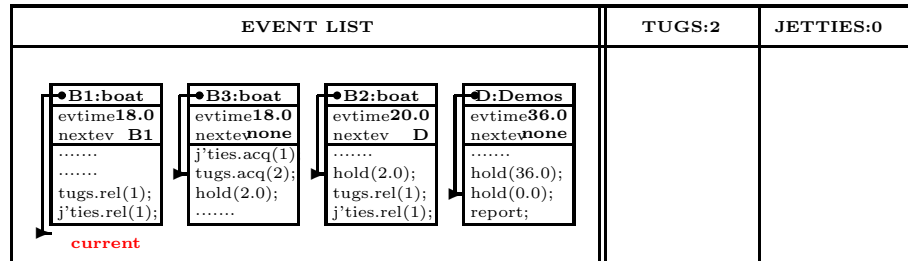 EVENT LIST TUGS:2 JETTIES:0
B1:boat B3:boat B2:boat D:Demos
evtime18.0 evtime18.0 evtime20.0 evtime36.0
nextev B1 nextevnone nextev D nextevnone
....... j'ties.acq(1) ....... .......
....... tugs.acq(2); hold(2.0); hold(36.0);
tugs.rel(1); hold(2.0); tugs.rel(1); hold(0.0);
j'ties.rel(1); ....... j'ties.rel(1); report;
current